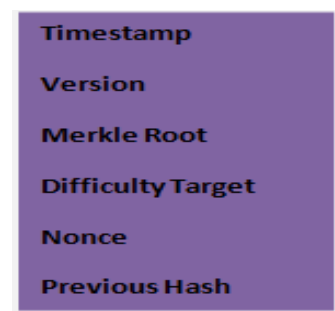 Timestamp
Version
Merkle Root
Difficulty Target
Nonce
Previous Hash